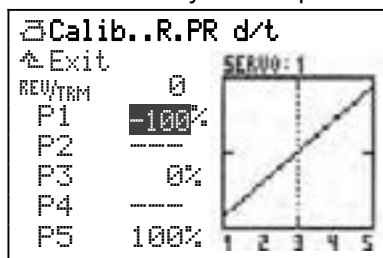 Calib..R.PR d/t
Exit
SERVO:1
REV/TRM 0
P1 -100%
P2 ---
P3 0%
P4 ---
P5 100%
1 2 3 4 5